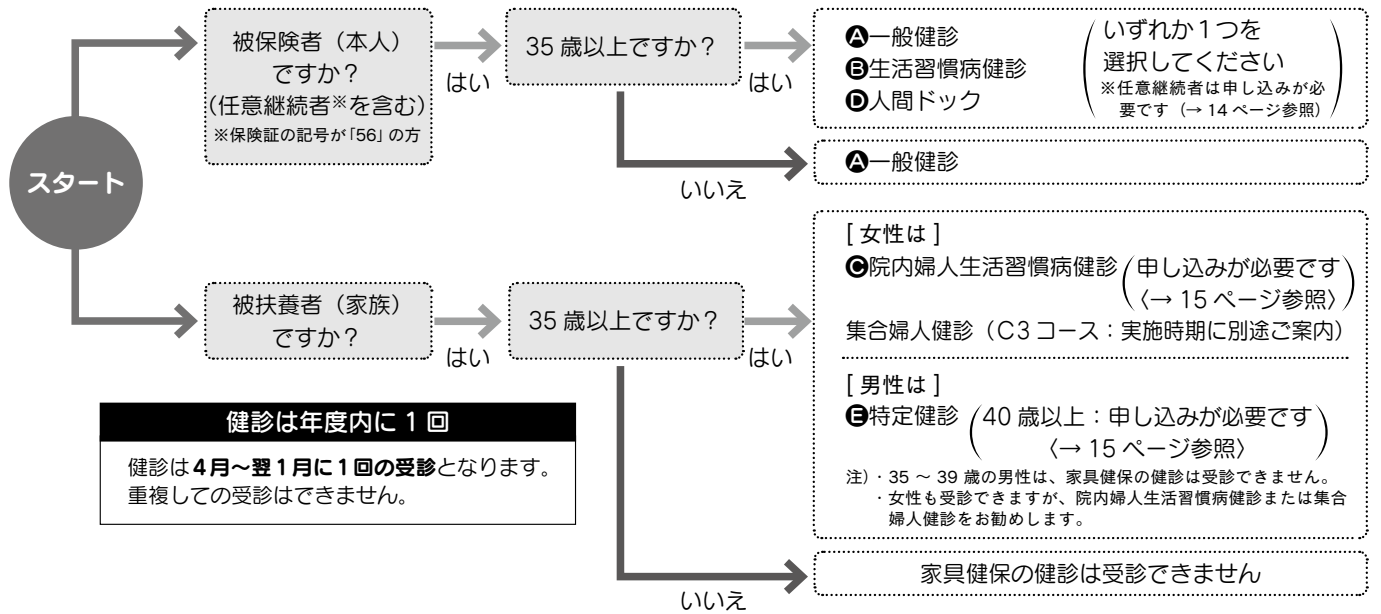 スタート
被保険者（本人）
ですか？
(任意継続者※を含む)
※保険証の記号が「56」の方
はい
35 歳以上ですか？
はい
Ⓐ一般健診
Ⓑ生活習慣病健診
Ⓓ人間ドック
いずれか１つを
選択してください
※任意継続者は申し込みが必
要です（→ 14 ページ参照）
いいえ
Ⓐ一般健診
被扶養者（家族）
ですか？
はい
35 歳以上ですか？
はい
[ 女性は ]
Ⓒ院内婦人生活習慣病健診
申し込みが必要です
〈→ 15 ページ参照〉
集合婦人健診（C3 コース：実施時期に別途ご案内）
[ 男性は ]
Ⓔ特定健診
40 歳以上：申し込みが必要です
〈→ 15 ページ参照〉
注）・35 ～ 39 歳の男性は、家具健保の健診は受診できません。
・女性も受診できますが、院内婦人生活習慣病健診または集合
婦人健診をお勧めします。
いいえ
家具健保の健診は受診できません
健診は年度内に 1 回
健診は4月～翌1月に1回の受診となります。
重複しての受診はできません。